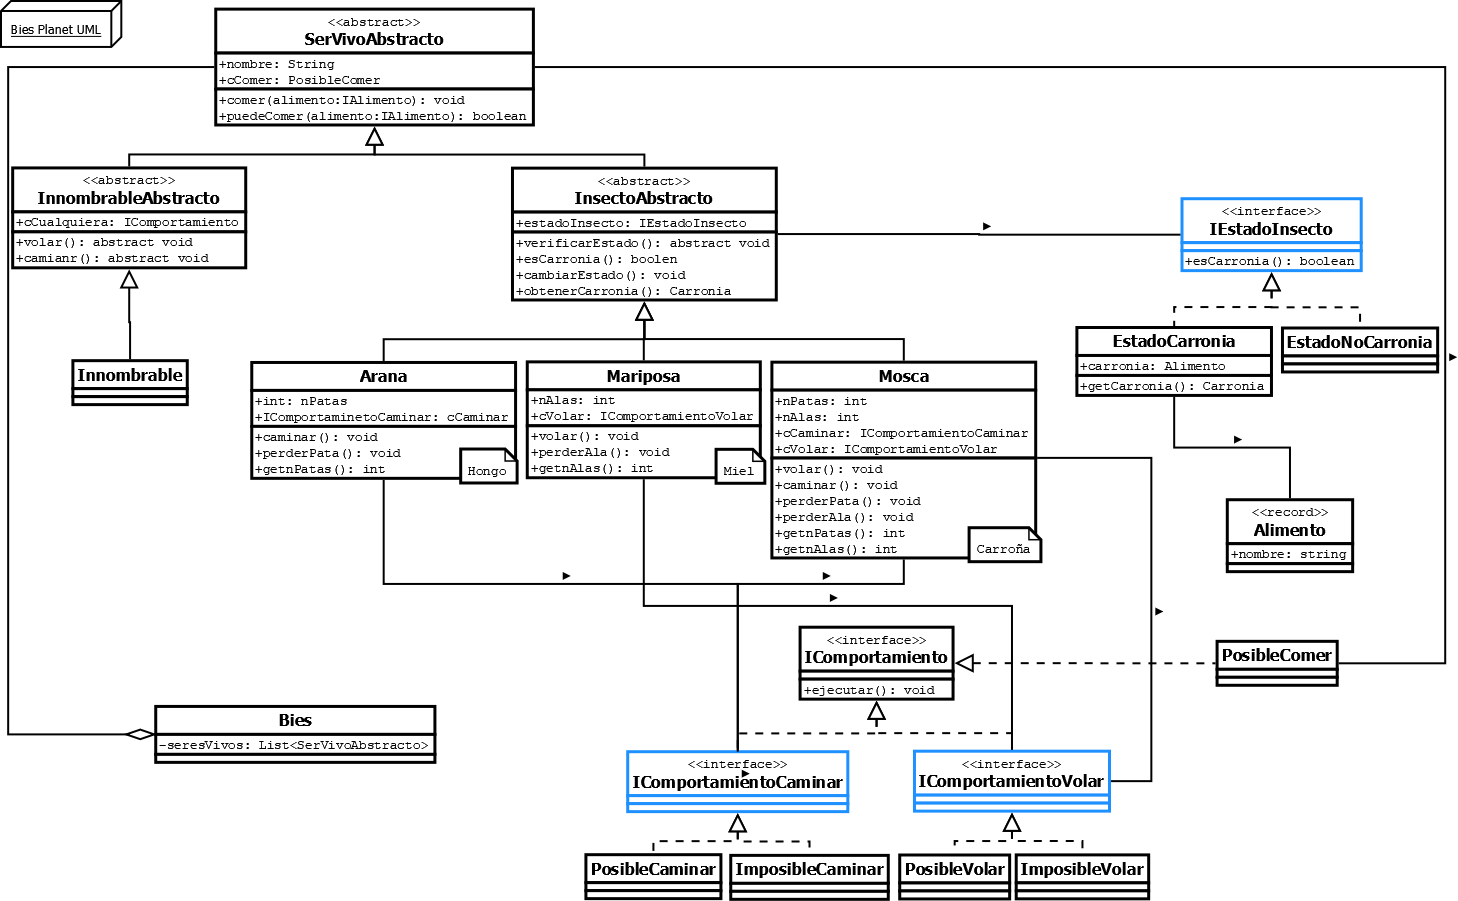 Bies Planet UML
<<abstract>>
SerVivoAbstracto
+nombre: String
+cComer: PosibleComer
+comer(alimento:IAlimento): void
+puedeComer(alimento:IAlimento): boolean
<<abstract>>
InnombrableAbstracto
+cCualquiera: IComportamiento
+volar(): abstract void
+camianr(): abstract void
<<abstract>>
InsectoAbstracto
+estadoInsecto: IEstadoInsecto
+verificarEstado(): abstract void
+esCarronia(): boolen
+cambiarEstado(): void
+obtenerCarronia(): Carronia
<<interface>>
IEstadoInsecto
+esCarronia(): boolean
Innombrable
Arana
+int: nPatas
+IComportaminetoCaminar: cCaminar
+caminar(): void
+perderPata(): void
+getnPatas(): int
Hongo
Mariposa
+nAlas: int
+cVolar: IComportamientoVolar
+volar(): void
+perderAla(): void
+getnAlas(): int
Miel
Mosca
+nPatas: int
+nAlas: int
+cCaminar: IComportamientoCaminar
+cVolar: IComportamientoVolar
+volar(): void
+caminar(): void
+perderPata(): void
+perderAla(): void
+getnPatas(): int
+getnAlas(): int
Carroña
EstadoCarronia
+carronia: Alimento
+getCarronia(): Carronia
EstadoNoCarronia
<<record>>
Alimento
+nombre: string
<<interface>>
IComportamiento
+ejecutar(): void
PosibleComer
Bies
-seresVivos: List<SerVivoAbstracto>
<<interface>>
IComportamientoCaminar
<<interface>>
IComportamientoVolar
PosibleCaminar
ImposibleCaminar
PosibleVolar
ImposibleVolar